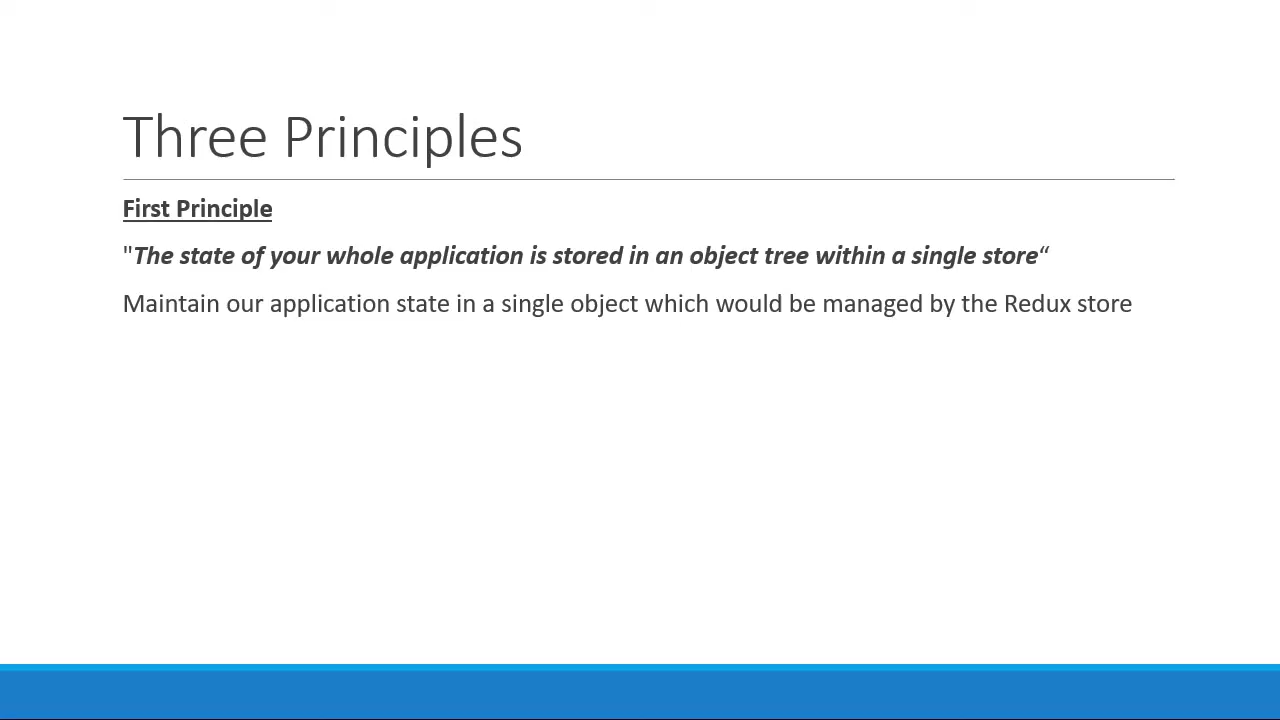 Three Principles
First Principle
"The state of your whole application is stored in an object tree within a single store“
Maintain our application state in a single object which would be managed by the Redux store